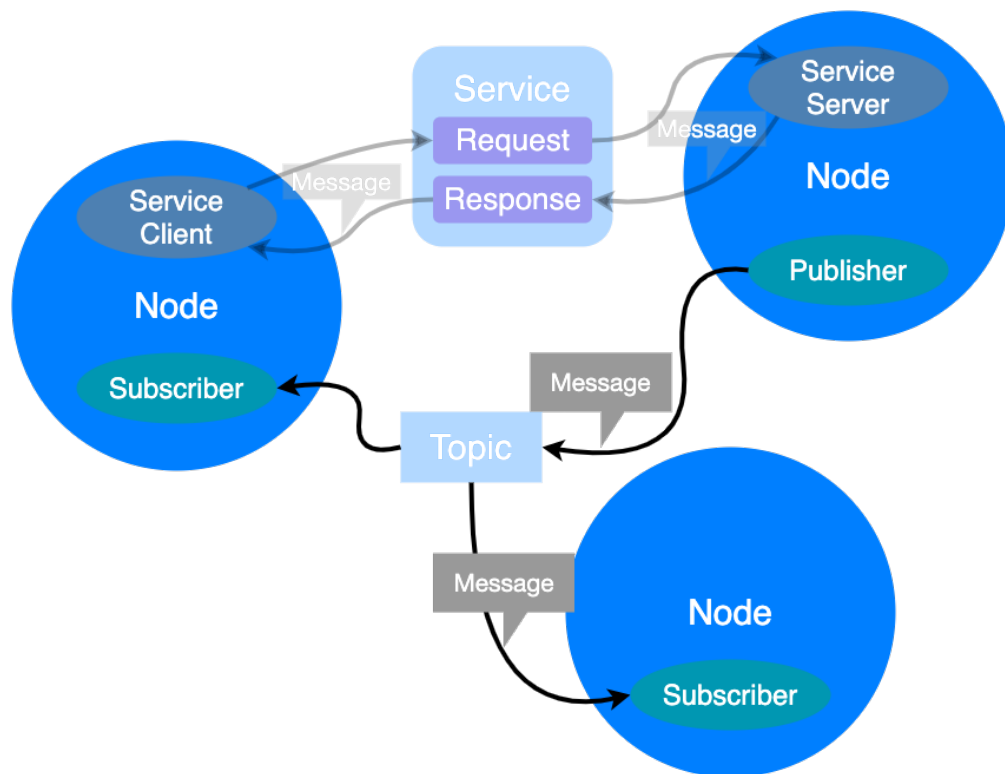 Service
Request
Response
Message
Message
Service
Server
Node
Publisher
Service
Client
Node
Subscriber
Message
Topic
Message
Node
Subscriber